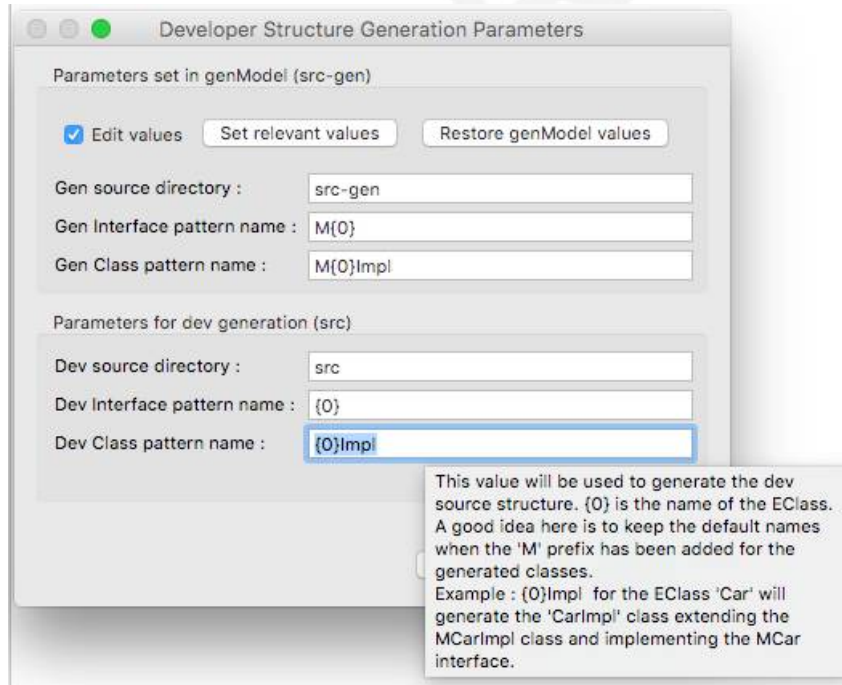 Developer Structure Generation Parameters
Parameters set in genModel (src-gen)
Edit values
Set relevant values
Restore genModel values
Gen source directory : src-gen
Gen Interface pattern name : M{0}
Gen Class pattern name : M{0}Impl
Parameters for dev generation (src)
Dev source directory : src
Dev Interface pattern name : {0}
Dev Class pattern name : {0}Impl
This value will be used to generate the dev
source structure. {0} is the name of the EClass.
A good idea here is to keep the default names
when the 'M' prefix has been added for the
generated classes.
Example : {0}Impl  for the EClass 'Car' will
generate the 'CarImpl' class extending the
MCarImpl class and implementing the MCar
interface.